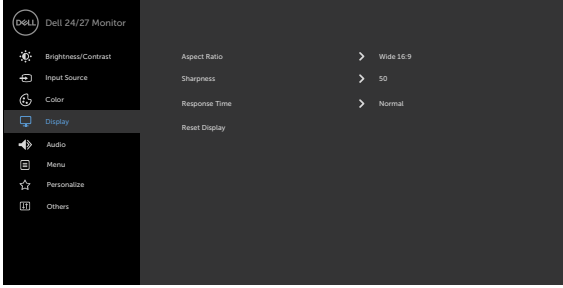 DELL Dell 24/27 Monitor
Brightness/Contrast
Input Source
Color
Display
Audio
Menu
Personalize
Others
Aspect Ratio Wide 16:9
Sharpness 50
Response Time Normal
Reset Display